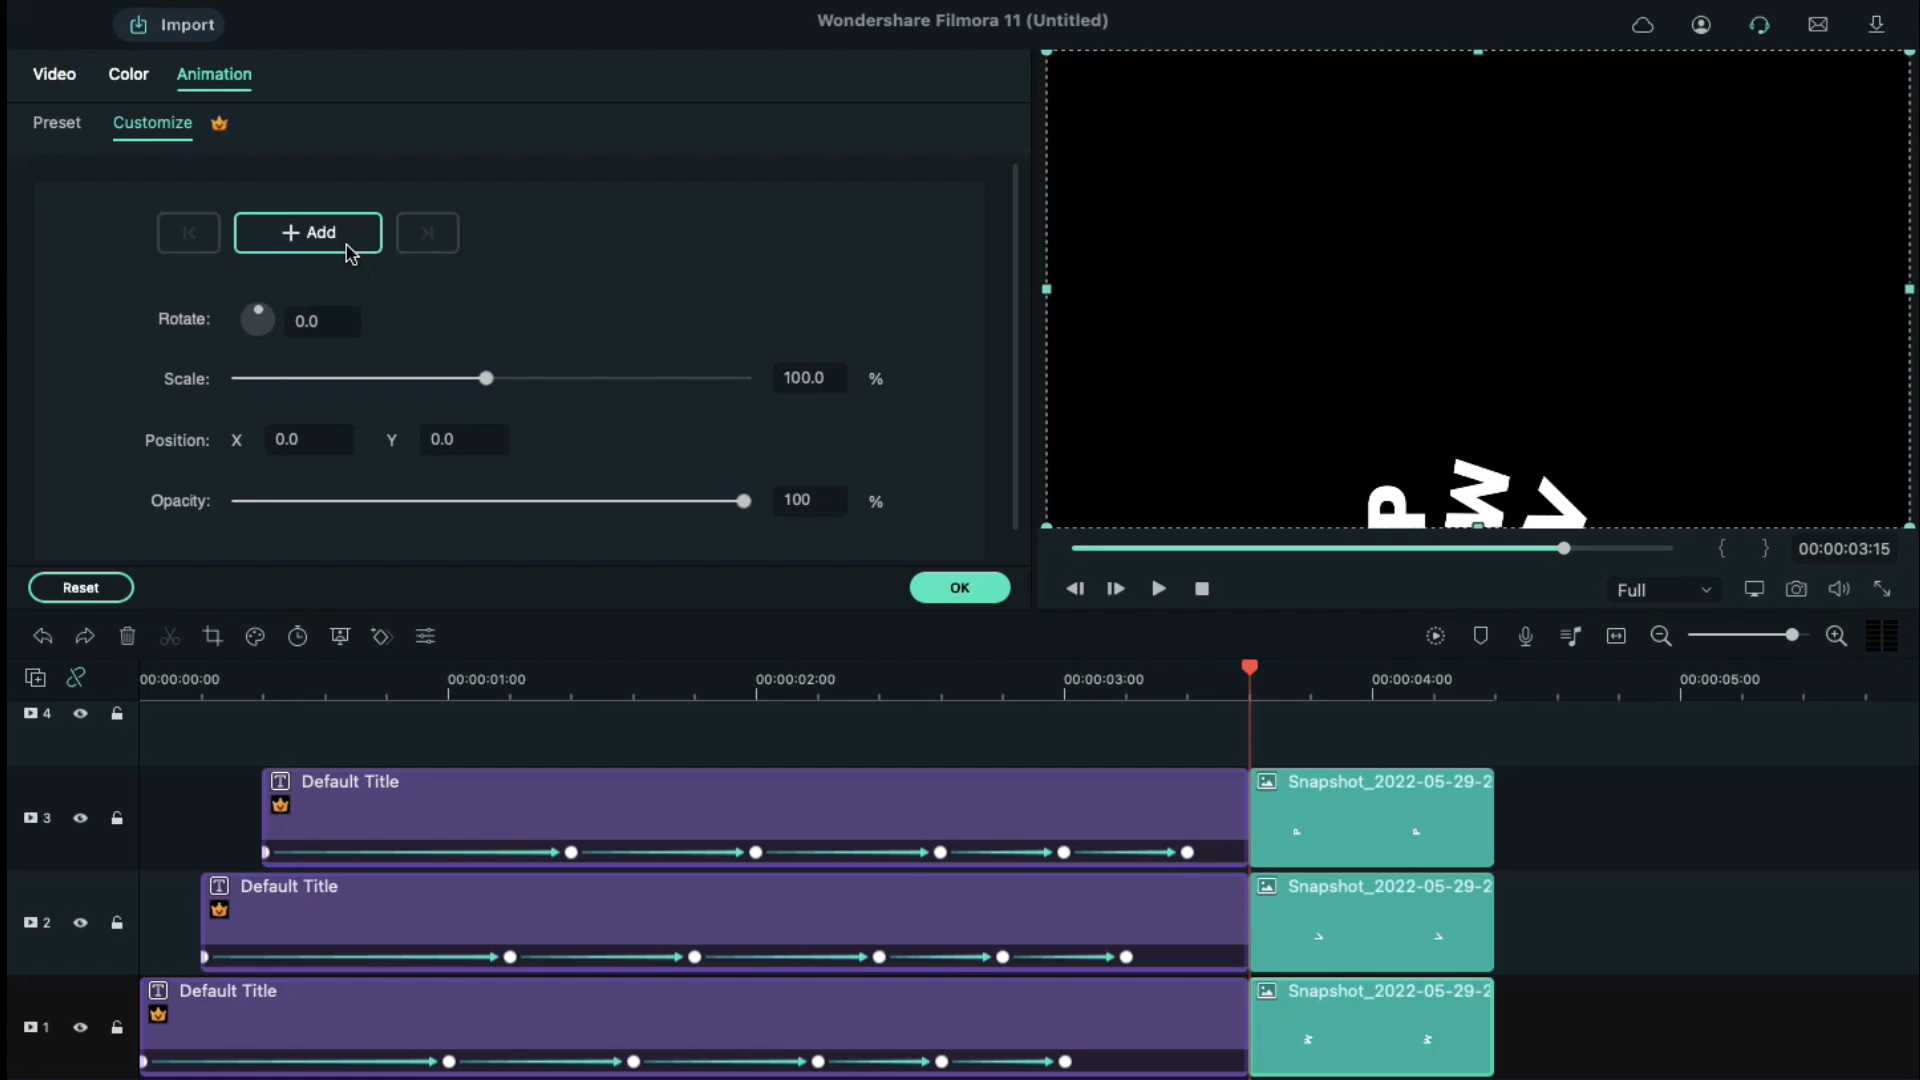 Import
Wondershare Filmora 11 (Untitled)
Video Color Animation
Preset Customize
+ Add
Rotate: 0.0
Scale: 100.0 %
Position: X 0.0 Y 0.0
Opacity: 100 %
Reset
OK
P
M
V
{ } 00:00:03:15
Full
00:00:00:00 00:00:01:00 00:00:02:00 00:00:03:00 00:00:04:00 00:00:05:00
4
3
T Default Title
Snapshot_2022-05-29-2
P P
2
T Default Title
Snapshot_2022-05-29-2
V V
1
T Default Title
Snapshot_2022-05-29-2
M M